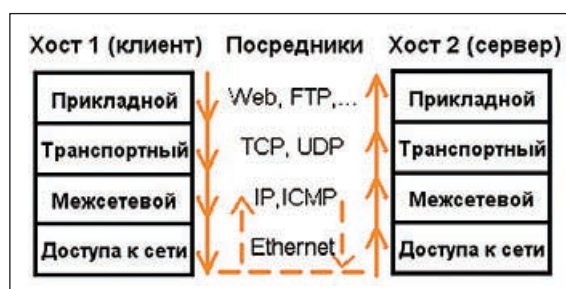 Хост 1 (клиент) Посредники Хост 2 (сервер)
Прикладной Web, FTP,... Прикладной
Транспортный TCP, UDP Транспортный
Межсетевой IP,ICMP Межсетевой
Доступа к сети Ethernet Доступа к сети